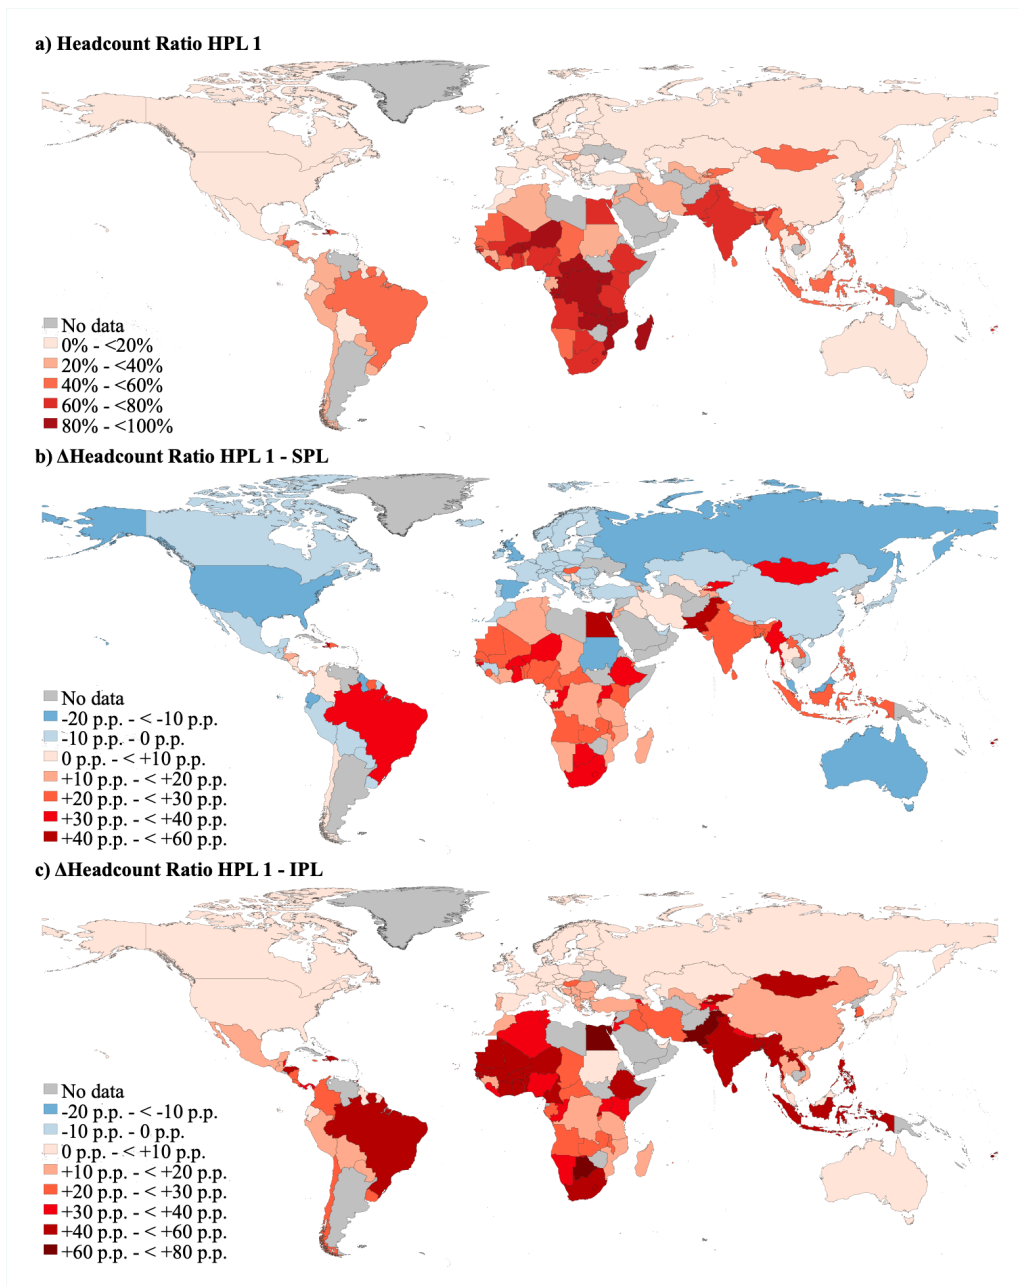 a) Headcount Ratio HPL 1
No data
0% - <20%
20% - <40%
40% - <60%
60% - <80%
80% - <100%
b) ΔHeadcount Ratio HPL 1 - SPL
No data
-20 p.p. - < -10 p.p.
-10 p.p. - 0 p.p.
0 p.p. - < +10 p.p.
+10 p.p. - < +20 p.p.
+20 p.p. - < +30 p.p.
+30 p.p. - < +40 p.p.
+40 p.p. - < +60 p.p.
c) ΔHeadcount Ratio HPL 1 - IPL
No data
-20 p.p. - < -10 p.p.
-10 p.p. - 0 p.p.
0 p.p. - < +10 p.p.
+10 p.p. - < +20 p.p.
+20 p.p. - < +30 p.p.
+30 p.p. - < +40 p.p.
+40 p.p. - < +60 p.p.
+60 p.p. - < +80 p.p.